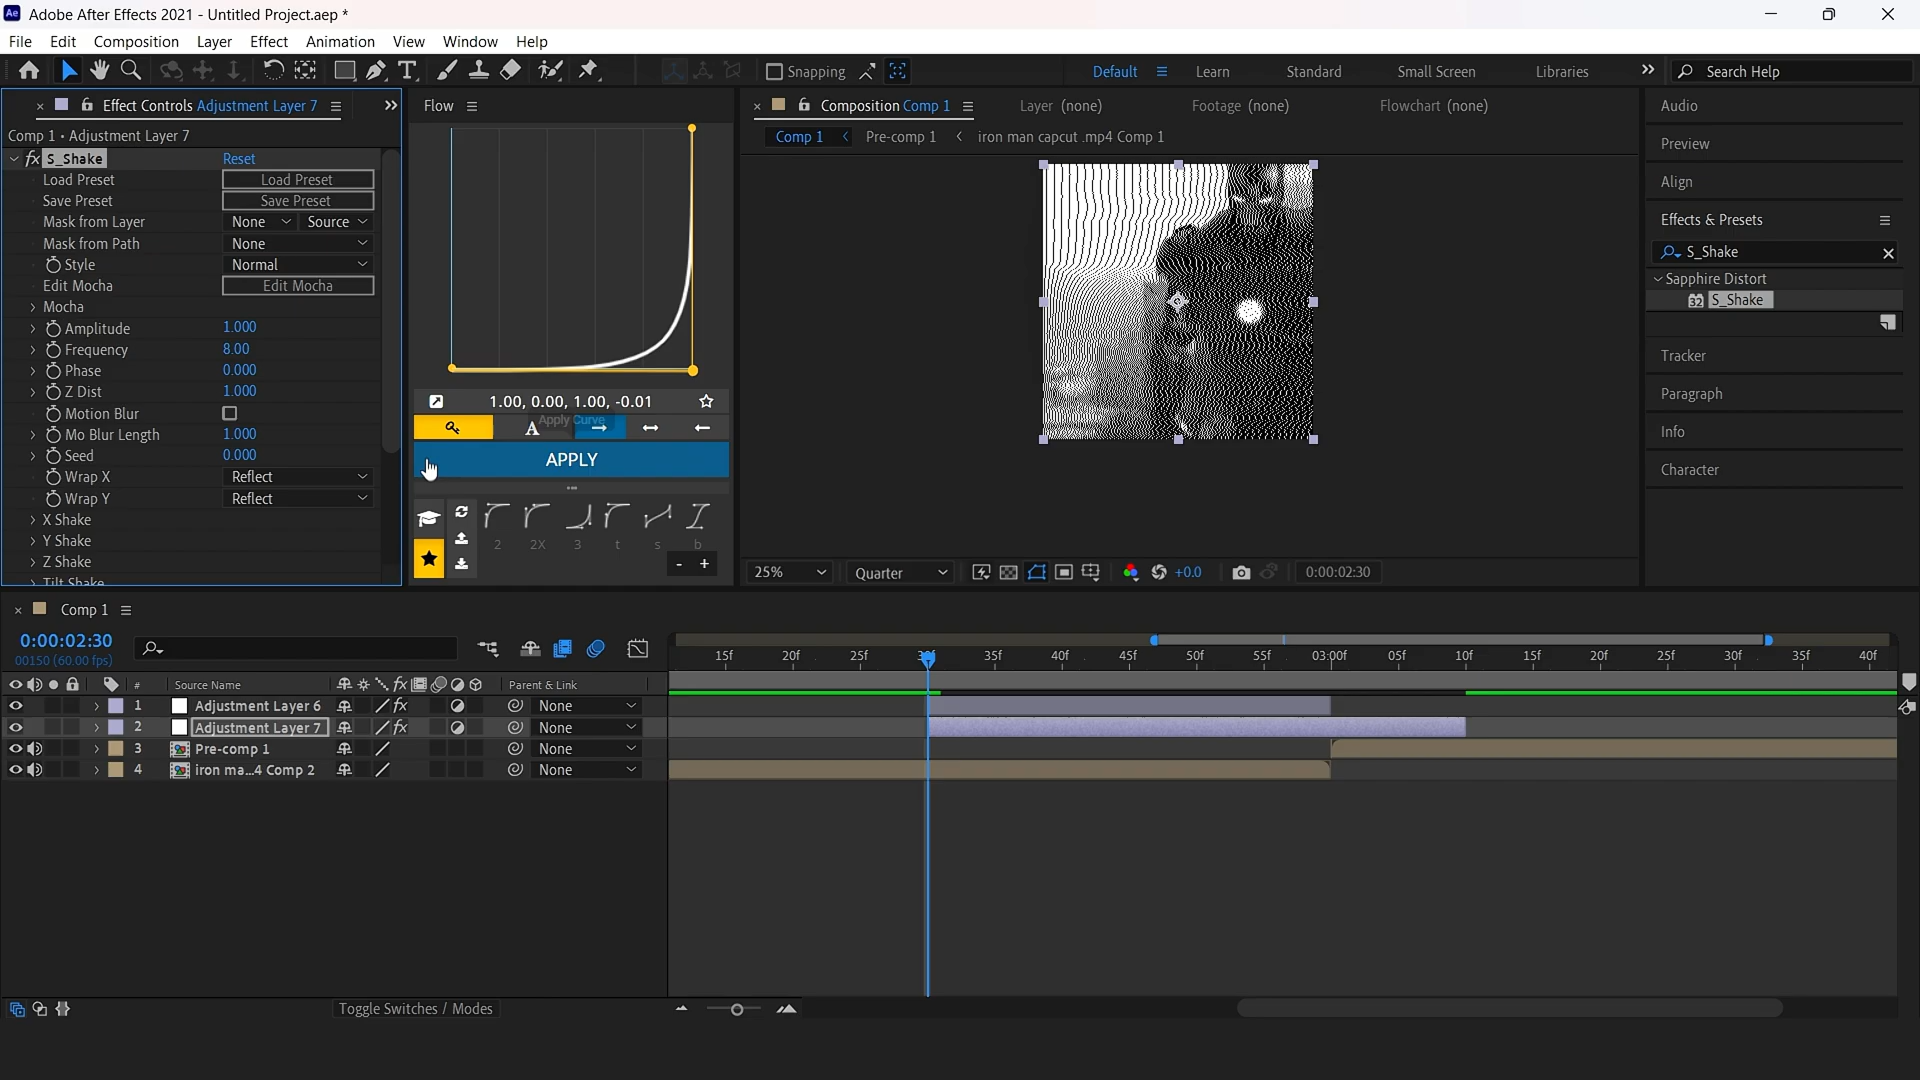 Adobe After Effects 2021 - Untitled Project.aep *
File Edit Composition Layer Effect Animation View Window Help
Snapping Default Learn Standard Small Screen Libraries Search Help
Effect Controls Adjustment Layer 7
Comp 1 • Adjustment Layer 7
fx S_Shake Reset
Load Preset Load Preset
Save Preset Save Preset
Mask from Layer None Source
Mask from Path None
Style Normal
Edit Mocha Edit Mocha
Mocha
Amplitude 1.000
Frequency 8.00
Phase 0.000
Z Dist 1.000
Motion Blur
Mo Blur Length 1.000
Seed 0.000
Wrap X Reflect
Wrap Y Reflect
X Shake
Y Shake
Z Shake
Tilt Shake
Flow
1.00, 0.00, 1.00, -0.01
Apply Curve
A
APPLY
2 2X 3 t s b
- +
Composition Comp 1 Layer (none) Footage (none) Flowchart (none)
Comp 1 Pre-comp 1 iron man capcut .mp4 Comp 1
25% Quarter +0.0 0:00:02:30
Audio
Preview
Align
Effects & Presets
S_Shake
Sapphire Distort
32 S_Shake
Tracker
Paragraph
Info
Character
Comp 1
0:00:02:30
00150 (60.00 fps)
15f 20f 25f 30f 35f 40f 45f 50f 55f 03:00f 05f 10f 15f 20f 25f 30f 35f 40f
# Source Name fx Parent & Link
1 Adjustment Layer 6 fx None
2 Adjustment Layer 7 fx None
3 Pre-comp 1 None
4 iron ma...4 Comp 2 None
Toggle Switches / Modes